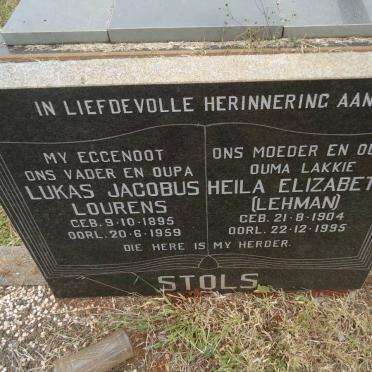 IN LIEFDEVOLLE HERINNERING AAN
MY EGGENOOT
ONS VADER EN OUPA
LUKAS JACOBUS
LOURENS
GEB. 9·10·1895
OORL. 20·6·1959
ONS MOEDER EN
OUMA LAKKIE
HEILA ELIZABET
(LEHMAN)
GEB. 21·8·1904
OORL. 22·12·1995
DIE HERE IS MY HERDER.
STOLS